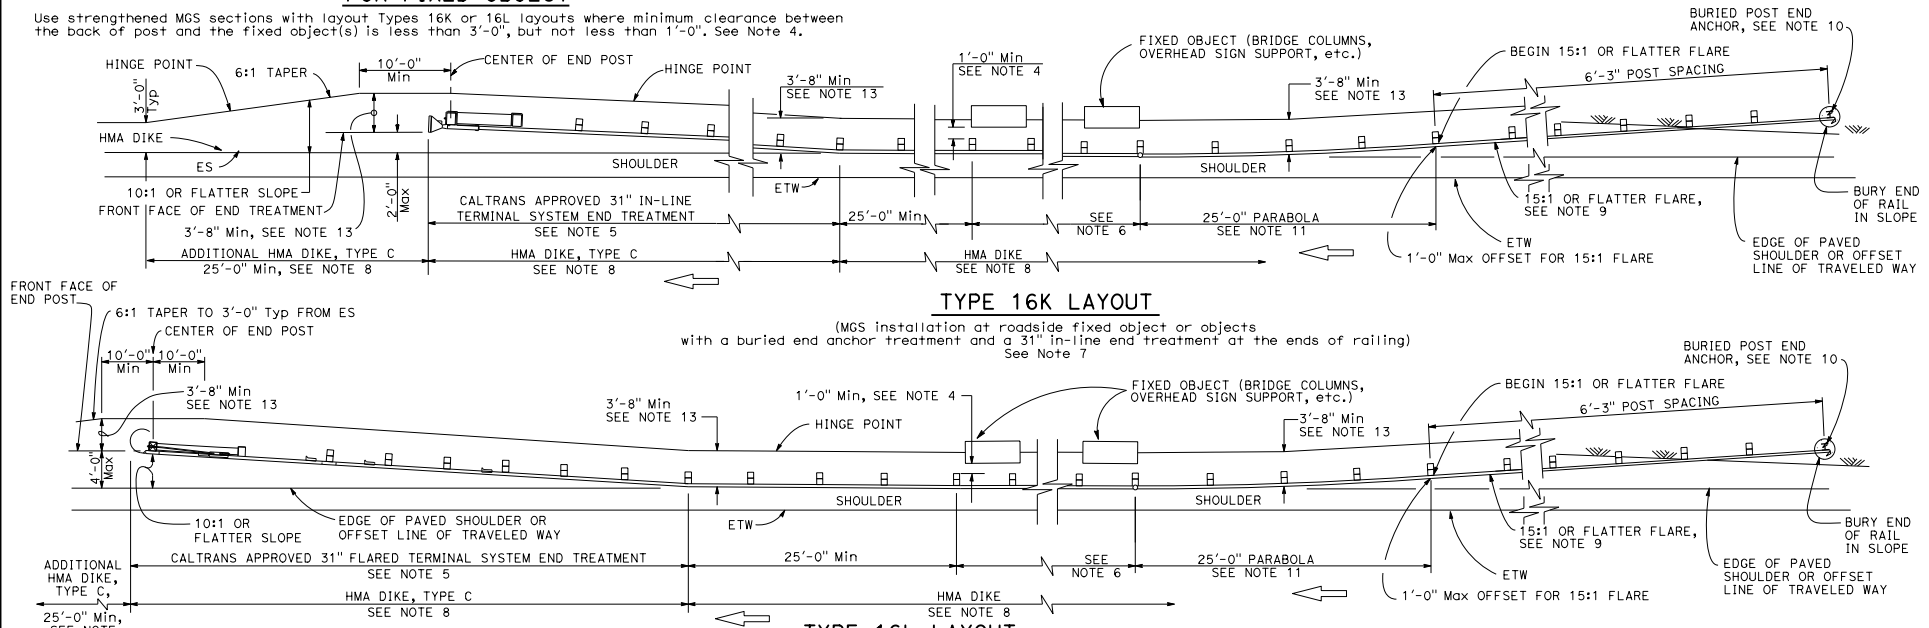 FOR FIXED OBJECT
Use strengthened MGS sections with layout Types 16K or 16L layouts where minimum clearance between
the back of post and the fixed object(s) is less than 3'-0", but not less than 1'-0". See Note 4.
HINGE POINT
6:1 TAPER
10'-0"
Min
CENTER OF END POST
HINGE POINT
3'-8" Min
SEE NOTE 13
1'-0" Min
SEE NOTE 4
FIXED OBJECT (BRIDGE COLUMNS,
OVERHEAD SIGN SUPPORT, etc.)
3'-8" Min
SEE NOTE 13
BEGIN 15:1 OR FLATTER FLARE
6'-3" POST SPACING
BURIED POST END
ANCHOR, SEE NOTE 10
3'-0"
Typ
HMA DIKE
ES
SHOULDER
ETW
SHOULDER
10:1 OR FLATTER SLOPE
FRONT FACE OF END TREATMENT
3'-8" Min, SEE NOTE 13
2'-0"
Max
CALTRANS APPROVED 31" IN-LINE
TERMINAL SYSTEM END TREATMENT
SEE NOTE 5
25'-0" Min
SEE
NOTE 6
25'-0" PARABOLA
SEE NOTE 11
15:1 OR FLATTER FLARE,
SEE NOTE 9
BURY END
OF RAIL
IN SLOPE
ETW
1'-0" Max OFFSET FOR 15:1 FLARE
EDGE OF PAVED
SHOULDER OR OFFSET
LINE OF TRAVELED WAY
ADDITIONAL HMA DIKE, TYPE C
25'-0" Min, SEE NOTE 8
HMA DIKE, TYPE C
SEE NOTE 8
HMA DIKE
SEE NOTE 8
TYPE 16K LAYOUT
(MGS installation at roadside fixed object or objects
with a buried end anchor treatment and a 31" in-line end treatment at the ends of railing)
See Note 7
FRONT FACE OF
END POST
6:1 TAPER TO 3'-0" Typ FROM ES
CENTER OF END POST
10'-0"
Min
10'-0"
Min
3'-8" Min
SEE NOTE 13
3'-8" Min
SEE NOTE 13
1'-0" Min, SEE NOTE 4
HINGE POINT
FIXED OBJECT (BRIDGE COLUMNS,
OVERHEAD SIGN SUPPORT, etc.)
3'-8" Min
SEE NOTE 13
BEGIN 15:1 OR FLATTER FLARE
6'-3" POST SPACING
BURIED POST END
ANCHOR, SEE NOTE 10
4'-0"
Max
SHOULDER
SHOULDER
ETW
10:1 OR
FLATTER SLOPE
EDGE OF PAVED SHOULDER OR
OFFSET LINE OF TRAVELED WAY
15:1 OR FLATTER FLARE,
SEE NOTE 9
BURY END
OF RAIL
IN SLOPE
CALTRANS APPROVED 31" FLARED TERMINAL SYSTEM END TREATMENT
SEE NOTE 5
25'-0" Min
SEE
NOTE 6
25'-0" PARABOLA
SEE NOTE 11
ETW
1'-0" Max OFFSET FOR 15:1 FLARE
EDGE OF PAVED
SHOULDER OR OFFSET
LINE OF TRAVELED WAY
ADDITIONAL
HMA DIKE,
TYPE C,
25'-0" Min,
SEE NOTE
HMA DIKE, TYPE C
SEE NOTE 8
HMA DIKE
SEE NOTE 8
TYPE 16L LAYOUT